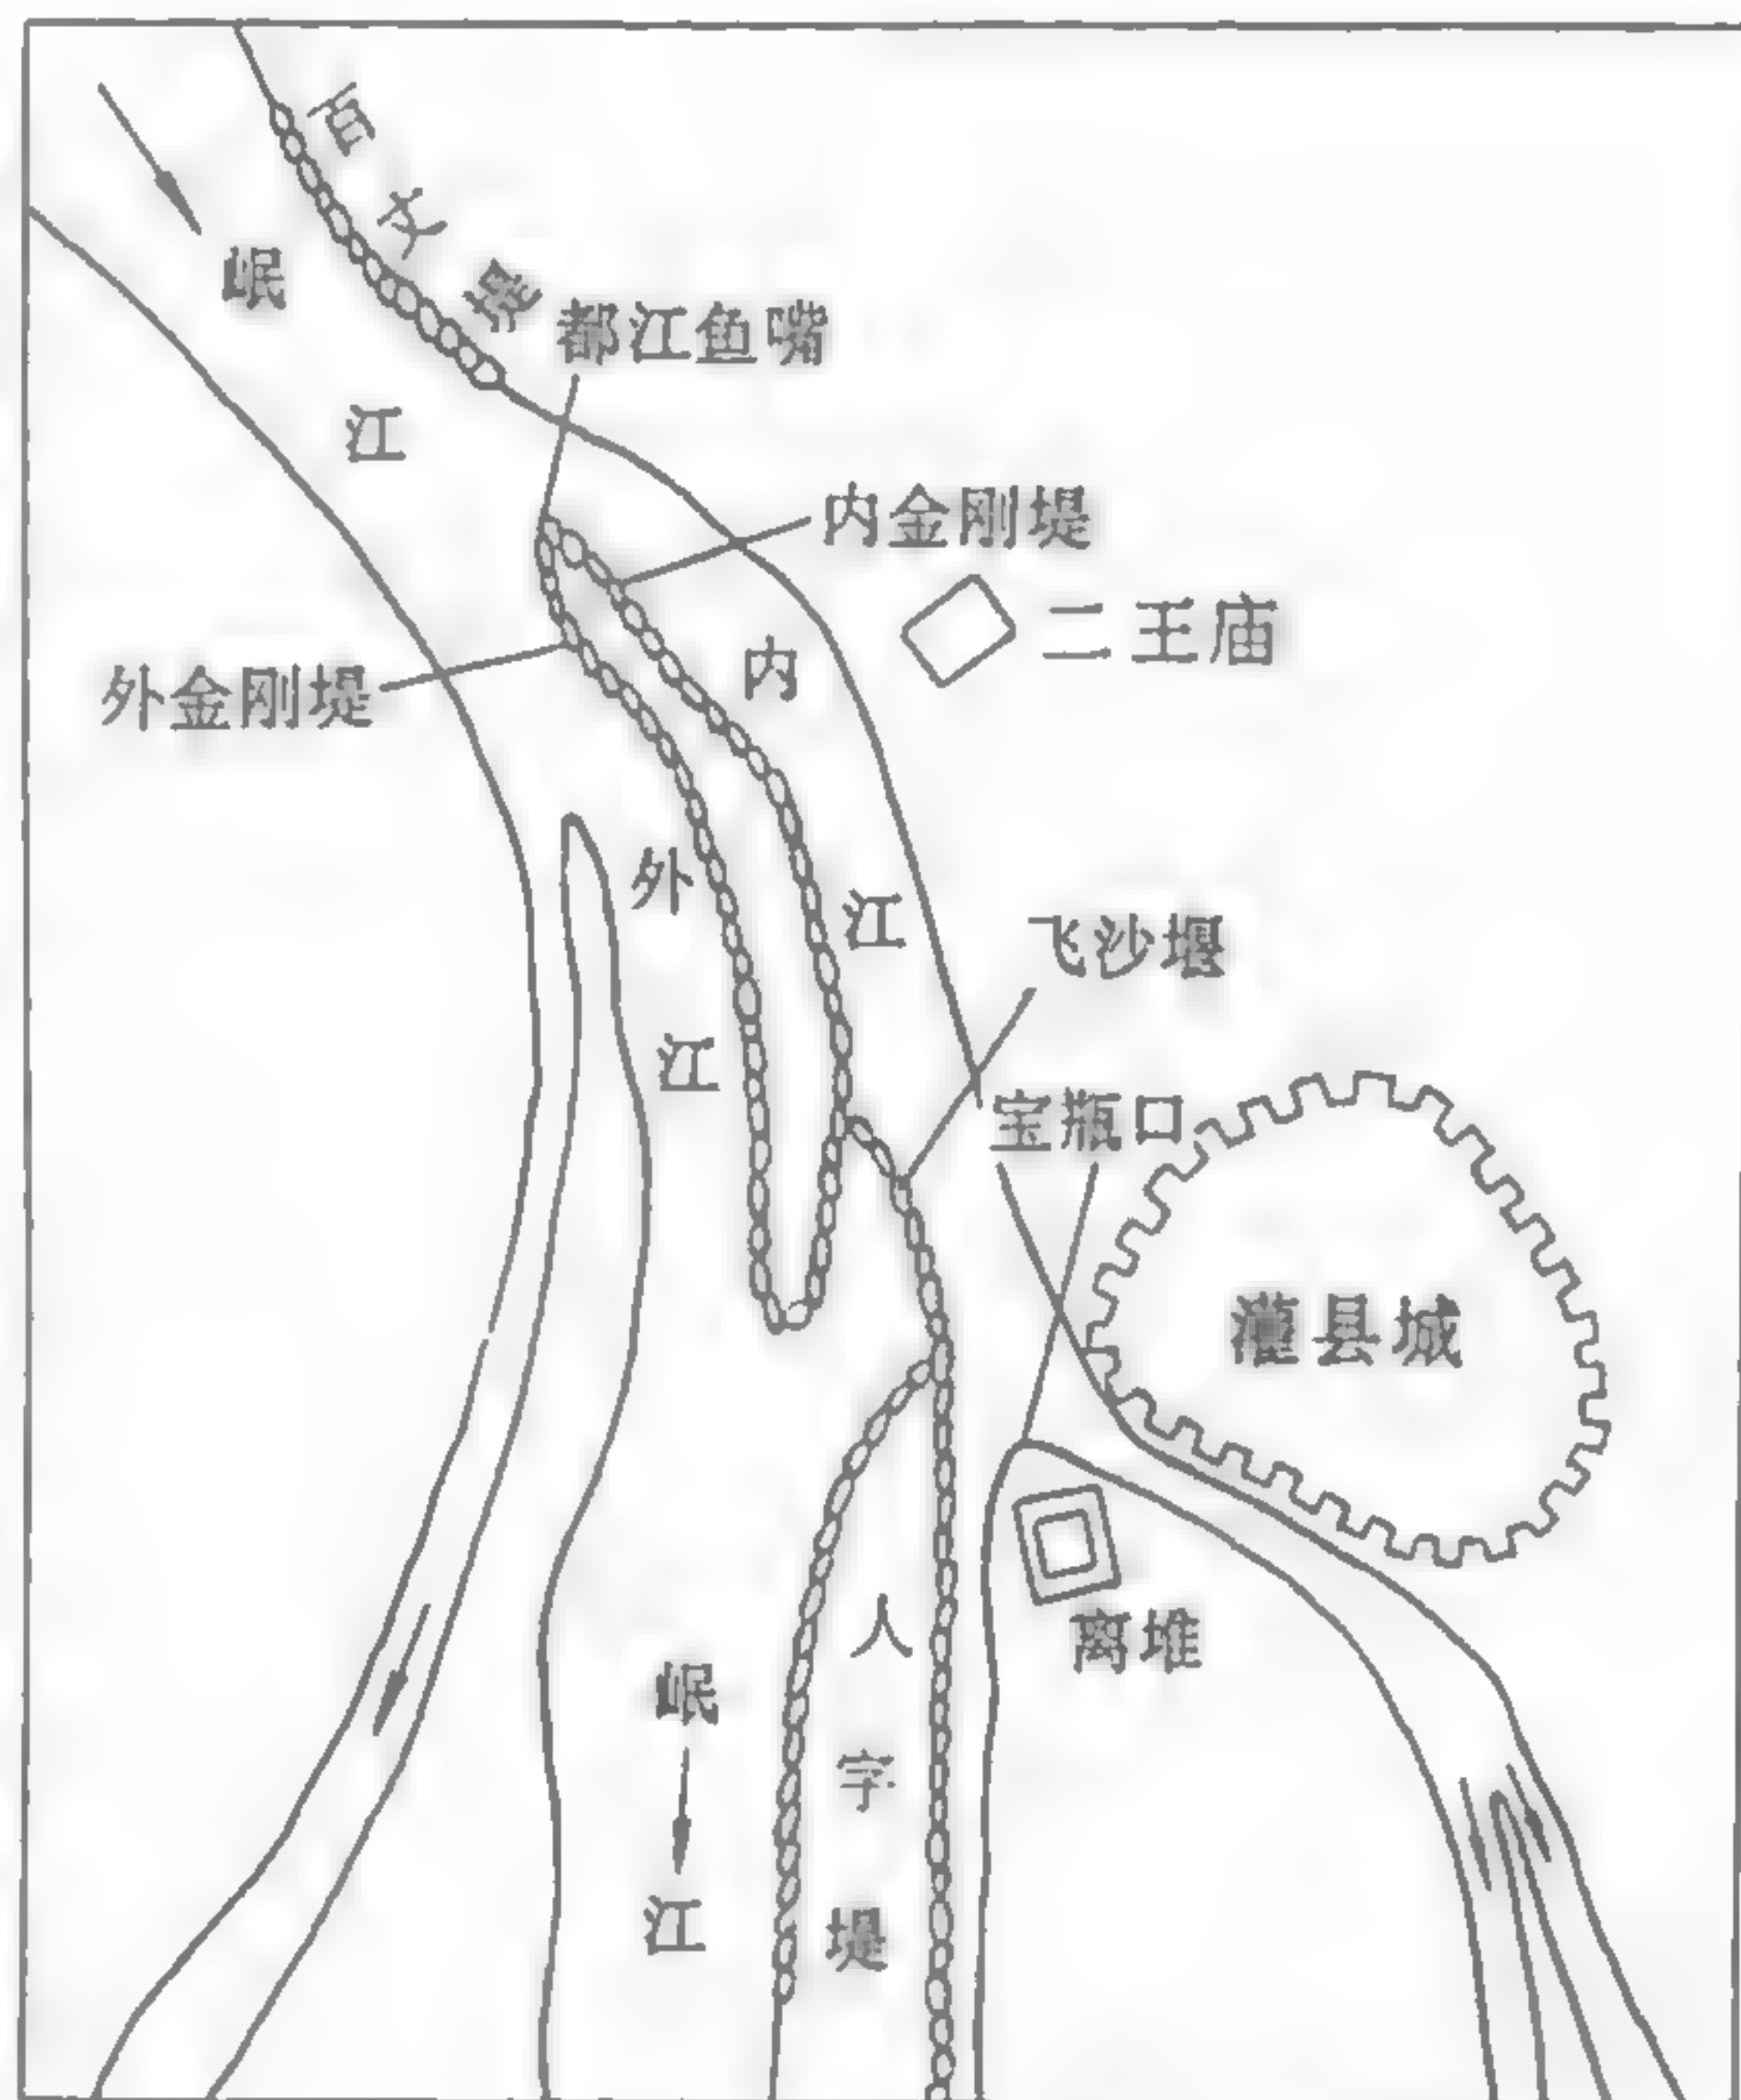 百丈堤
岷江
都江鱼嘴
内金刚堤
二王庙
外金刚堤
内江
外江
飞沙堰
宝瓶口
灌县城
离堆
人字堤
岷江